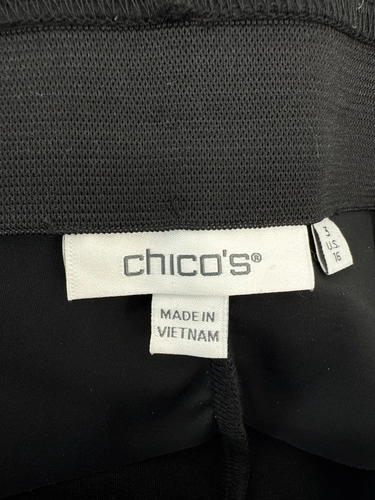 chico's®
MADE IN
VIETNAM
3
U.S.
16